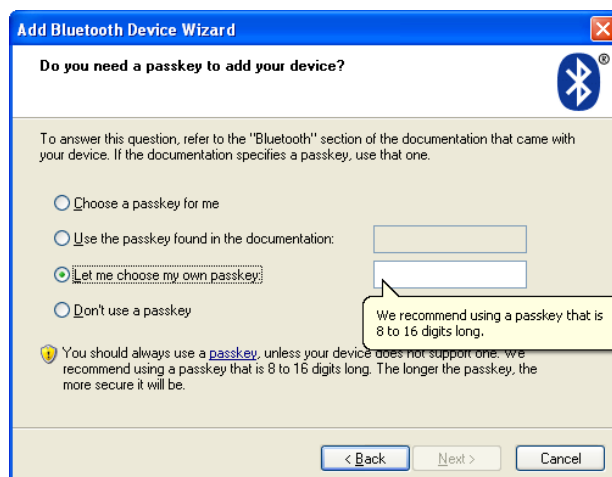 Add Bluetooth Device Wizard
Do you need a passkey to add your device?
®
To answer this question, refer to the "Bluetooth" section of the documentation that came with
your device. If the documentation specifies a passkey, use that one.
Choose a passkey for me
Use the passkey found in the documentation:
Let me choose my own passkey:
Don't use a passkey
We recommend using a passkey that is
8 to 16 digits long.
You should always use a passkey, unless your device does not support one. We
recommend using a passkey that is 8 to 16 digits long. The longer the passkey, the
more secure it will be.
< Back
Next >
Cancel